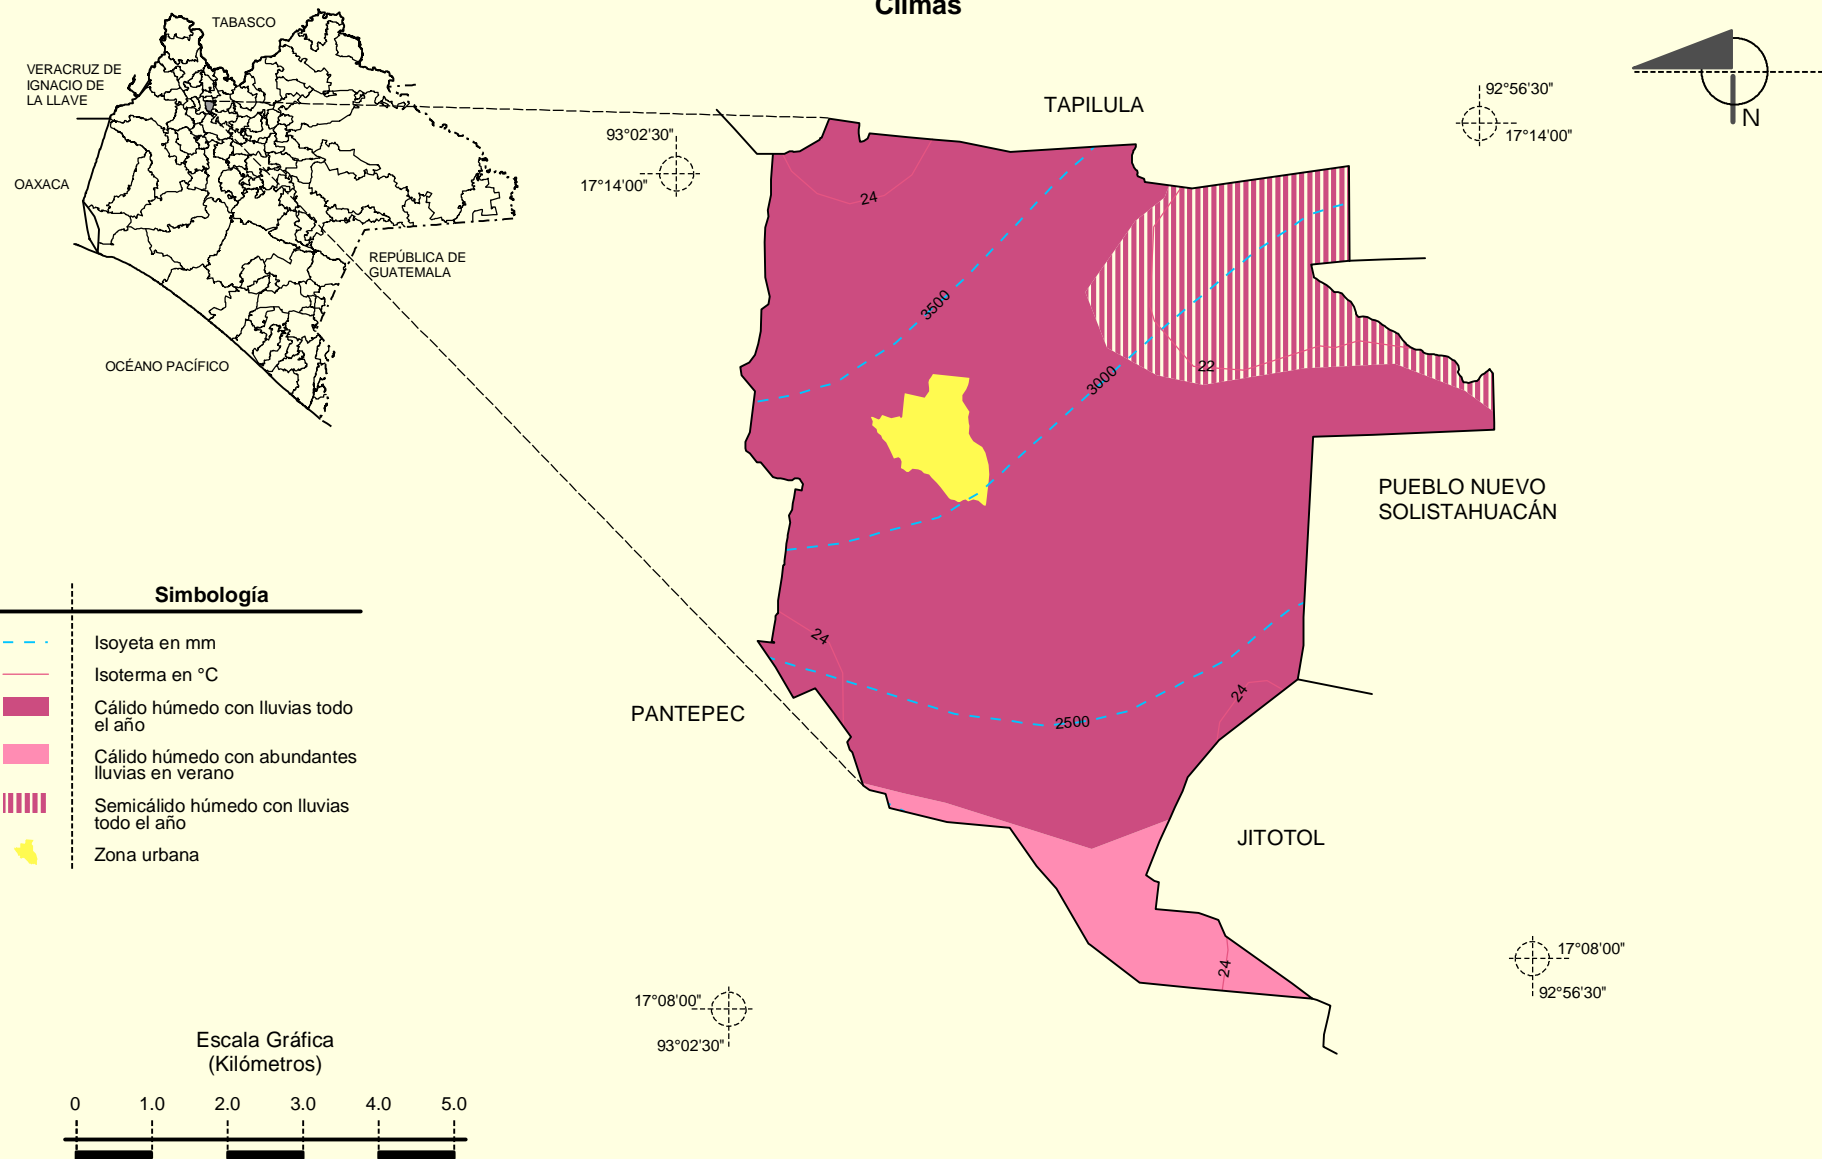 Climas
TABASCO
VERACRUZ DE
IGNACIO DE
LA LLAVE
OAXACA
REPÚBLICA DE
GUATEMALA
OCÉANO PACÍFICO
TAPILULA
93°02'30"
17°14'00"
92°56'30"
17°14'00"
N
24
3500
3000
22
PUEBLO NUEVO
SOLISTAHUACÁN
24
24
2500
PANTEPEC
JITOTOL
24
17°08'00"
92°56'30"
17°08'00"
93°02'30"
Simbología
Isoyeta en mm
Isoterma en °C
Cálido húmedo con lluvias todo
el año
Cálido húmedo con abundantes
lluvias en verano
Semicálido húmedo con lluvias
todo el año
Zona urbana
Escala Gráfica
(Kilómetros)
0 1.0 2.0 3.0 4.0 5.0